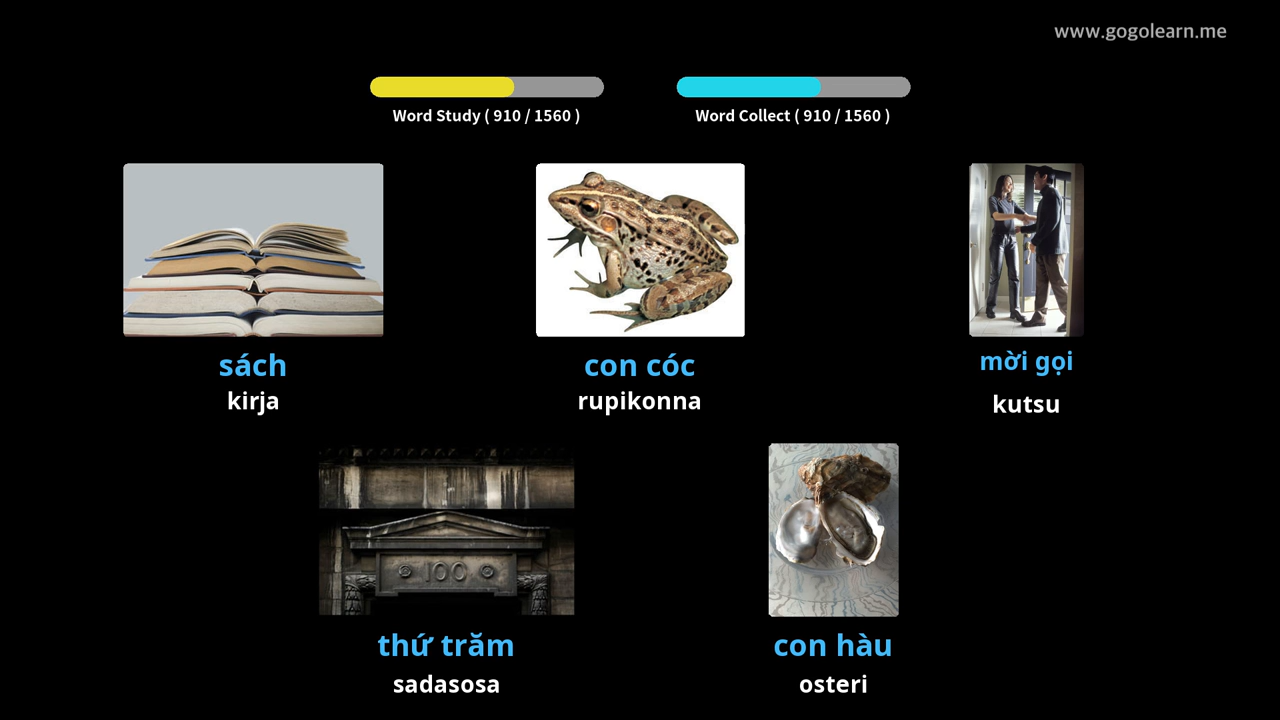 www.gogolearn.me
Word Study ( 910 / 1560 )
Word Collect ( 910 / 1560 )
sách
kirja
con cóc
rupikonna
mời gọi
kutsu
100
thứ trăm
sadasosa
con hàu
osteri